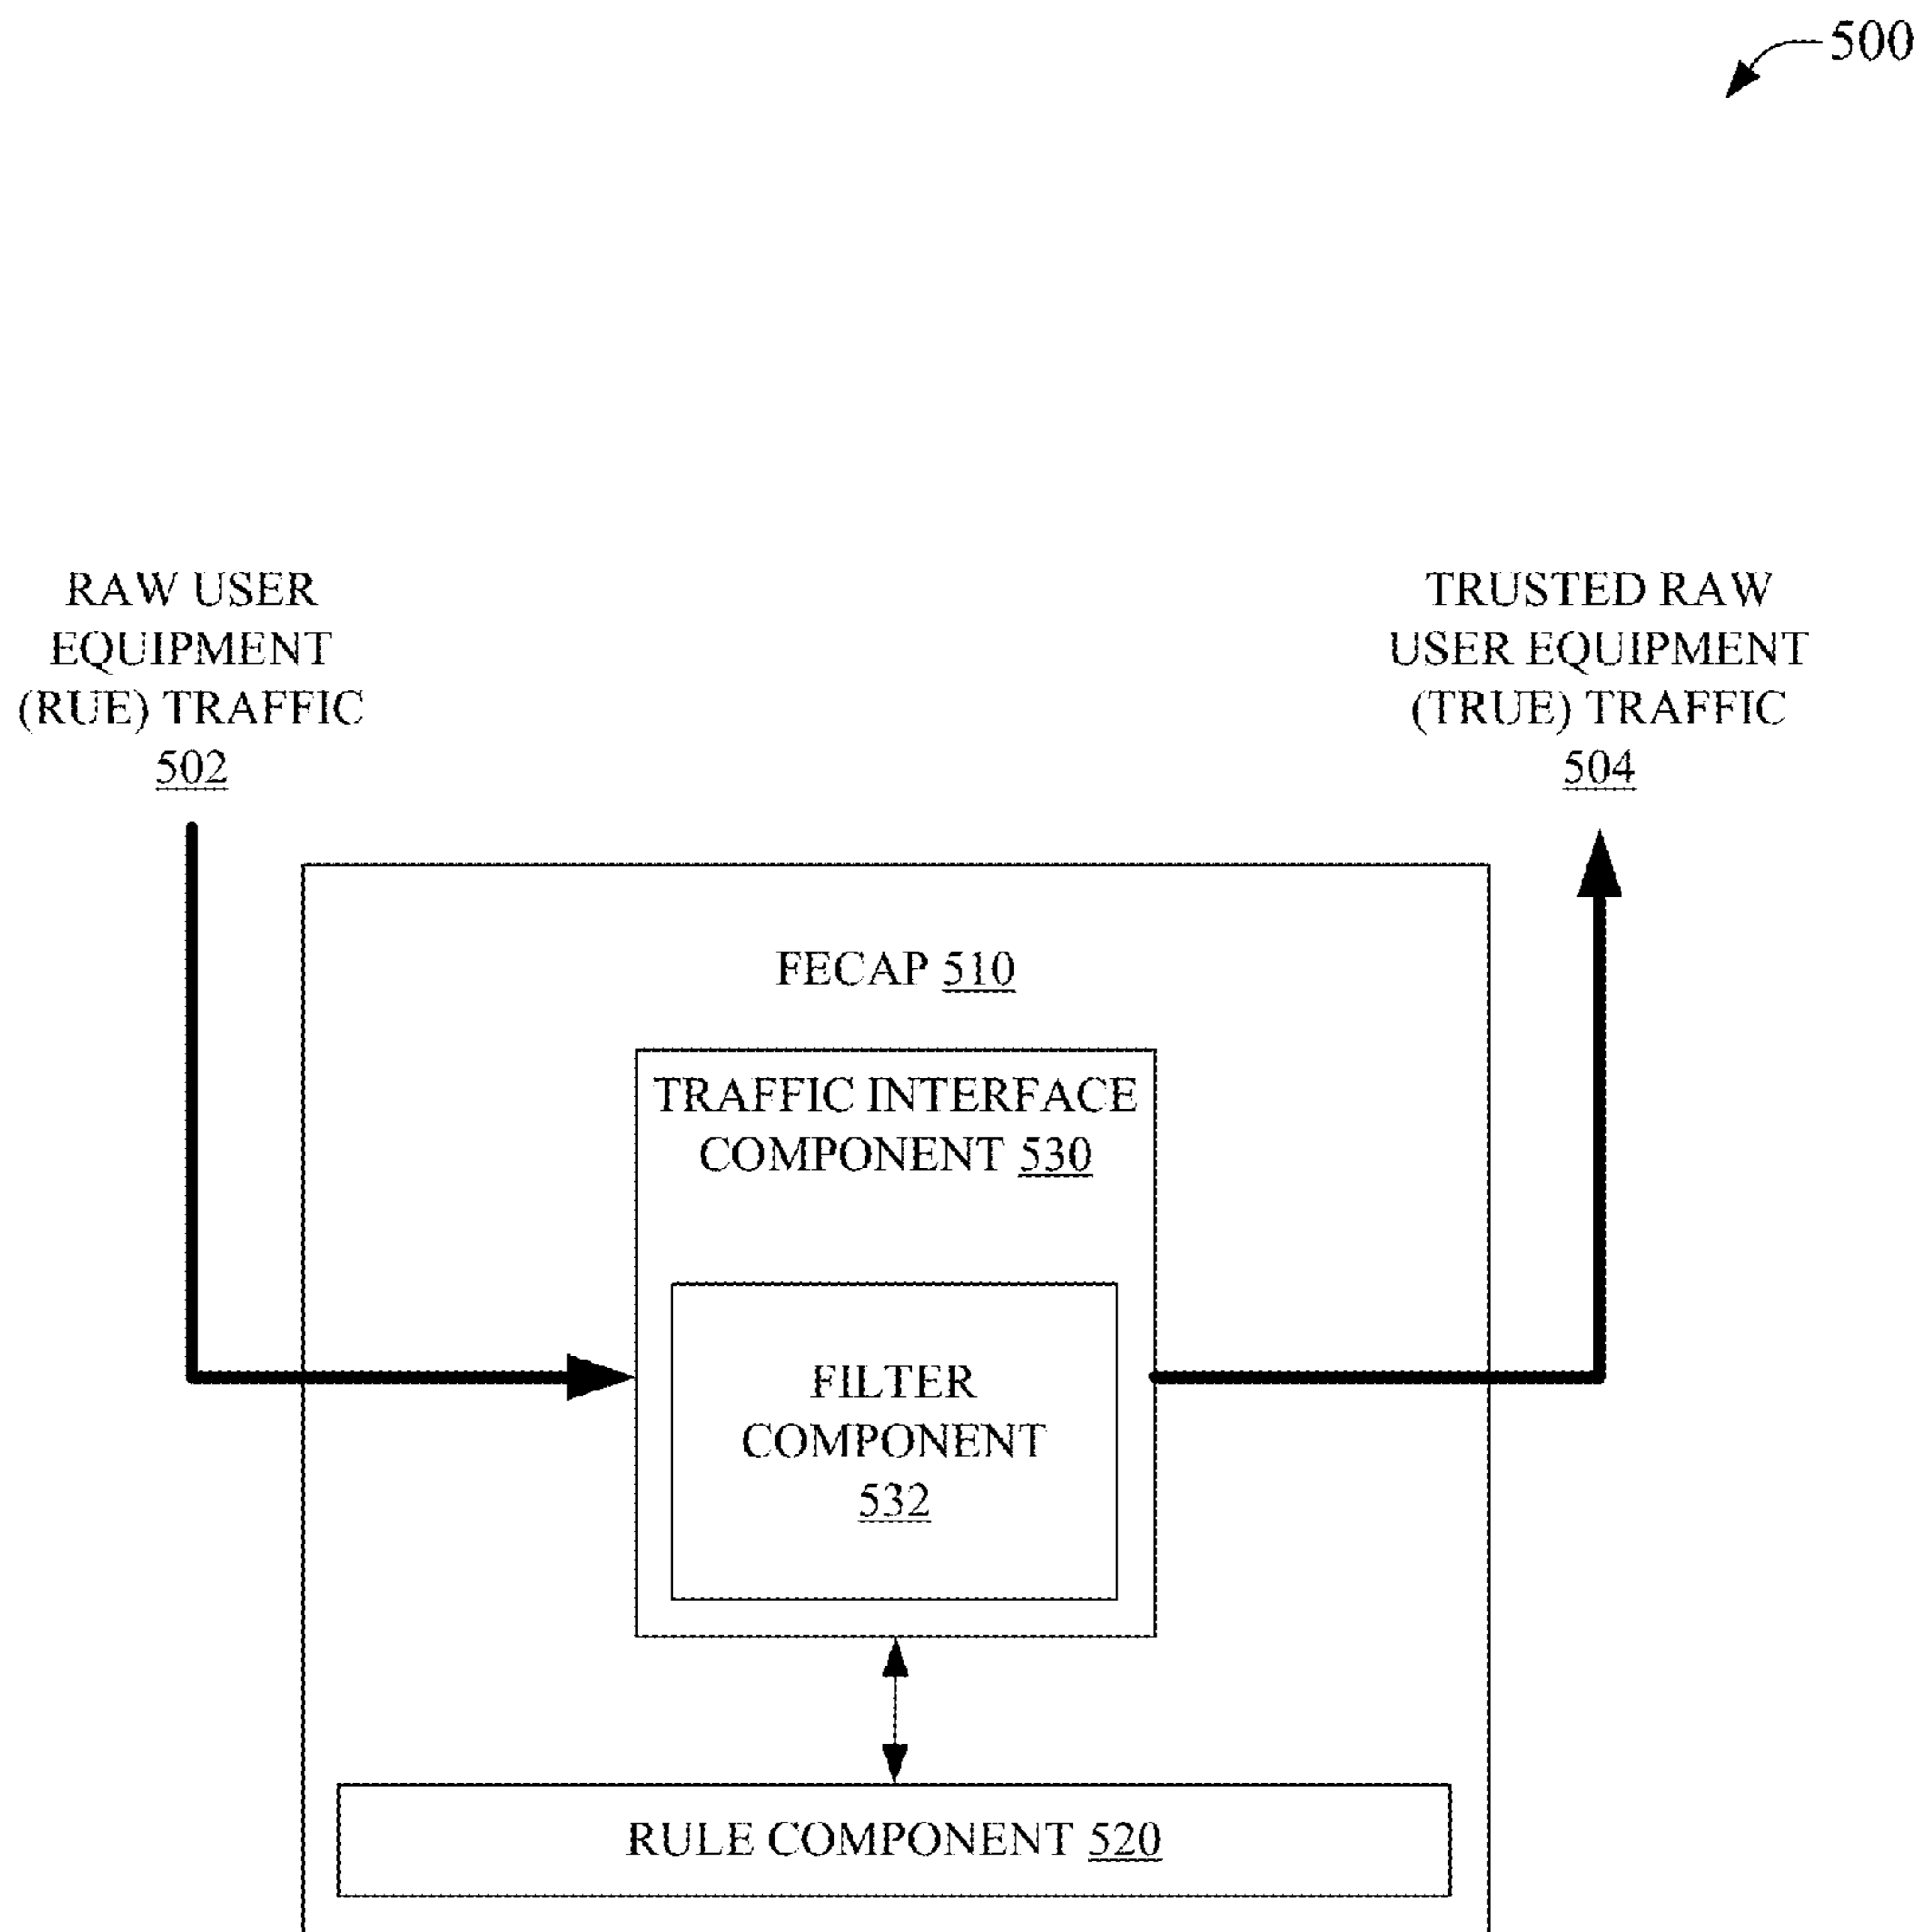 500
RAW USER
EQUIPMENT
(RUE) TRAFFIC
502
TRUSTED RAW
USER EQUIPMENT
(TRUE) TRAFFIC
504
FECAP 510
TRAFFIC INTERFACE
COMPONENT 530
FILTER
COMPONENT
532
RULE COMPONENT 520